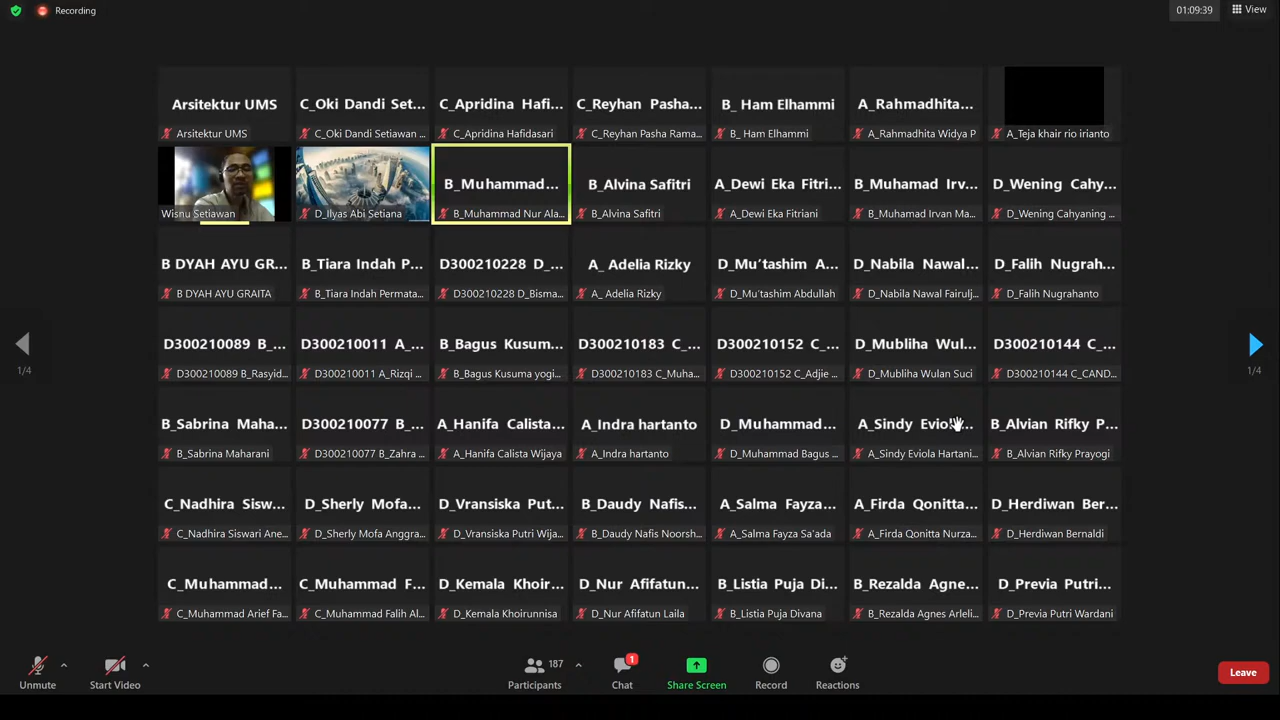 Recording
01:09:39
View
Arsitektur UMS
C_Oki Dandi Set...
C_Apridina Hafi...
C_Reyhan Pasha...
B_ Ham Elhammi
A_Rahmadhita...
Arsitektur UMS
C_Oki Dandi Setiawan ...
C_Apridina Hafidasari
C_Reyhan Pasha Rama...
B_ Ham Elhammi
A_Rahmadhita Widya P
A_Teja khair rio irianto
B_Muhammad...
B_Alvina Safitri
A_Dewi Eka Fitri...
B_Muhamad Irv...
D_Wening Cahy...
Wisnu Setiawan
D_Ilyas Abi Setiana
B_Muhammad Nur Ala...
B_Alvina Safitri
A_Dewi Eka Fitriani
B_Muhamad Irvan Ma...
D_Wening Cahyaning ...
B DYAH AYU GR...
B_Tiara Indah P...
D300210228 D_...
A_ Adelia Rizky
D_Mu'tashim A...
D_Nabila Nawal...
D_Falih Nugrah...
B DYAH AYU GRAITA
B_Tiara Indah Permata...
D300210228 D_Bisma...
A_ Adelia Rizky
D_Mu'tashim Abdullah
D_Nabila Nawal Fairulj...
D_Falih Nugrahanto
D300210089 B_...
D300210011 A_...
B_Bagus Kusum...
D300210183 C_...
D300210152 C_...
D_Mubliha Wul...
D300210144 C_...
D300210089 B_Rasyid...
D300210011 A_Rizqi ...
B_Bagus Kusuma yogi...
D300210183 C_Muha...
D300210152 C_Adjie ...
D_Mubliha Wulan Suci
D300210144 C_CAND...
1/4
1/4
B_Sabrina Maha...
D300210077 B_...
A_Hanifa Calista...
A_Indra hartanto
D_Muhammad...
A_Sindy Eviola...
B_Alvian Rifky P...
B_Sabrina Maharani
D300210077 B_Zahra ...
A_Hanifa Calista Wijaya
A_Indra hartanto
D_Muhammad Bagus ...
A_Sindy Eviola Hartani...
B_Alvian Rifky Prayogi
C_Nadhira Sisw...
D_Sherly Mofa...
D_Vransiska Put...
B_Daudy Nafis...
A_Salma Fayza...
A_Firda Qonitta...
D_Herdiwan Ber...
C_Nadhira Siswari Ane...
D_Sherly Mofa Anggra...
D_Vransiska Putri Wija...
B_Daudy Nafis Noorsh...
A_Salma Fayza Sa'ada
A_Firda Qonitta Nurza...
D_Herdiwan Bernaldi
C_Muhammad...
C_Muhammad F...
D_Kemala Khoir...
D_Nur Afifatun...
B_Listia Puja Di...
B_Rezalda Agne...
D_Previa Putri...
C_Muhammad Arief Fa...
C_Muhammad Falih Al...
D_Kemala Khoirunnisa
D_Nur Afifatun Laila
B_Listia Puja Divana
B_Rezalda Agnes Arleli...
D_Previa Putri Wardani
187
1
Unmute
Start Video
Participants
Chat
Share Screen
Record
Reactions
Leave